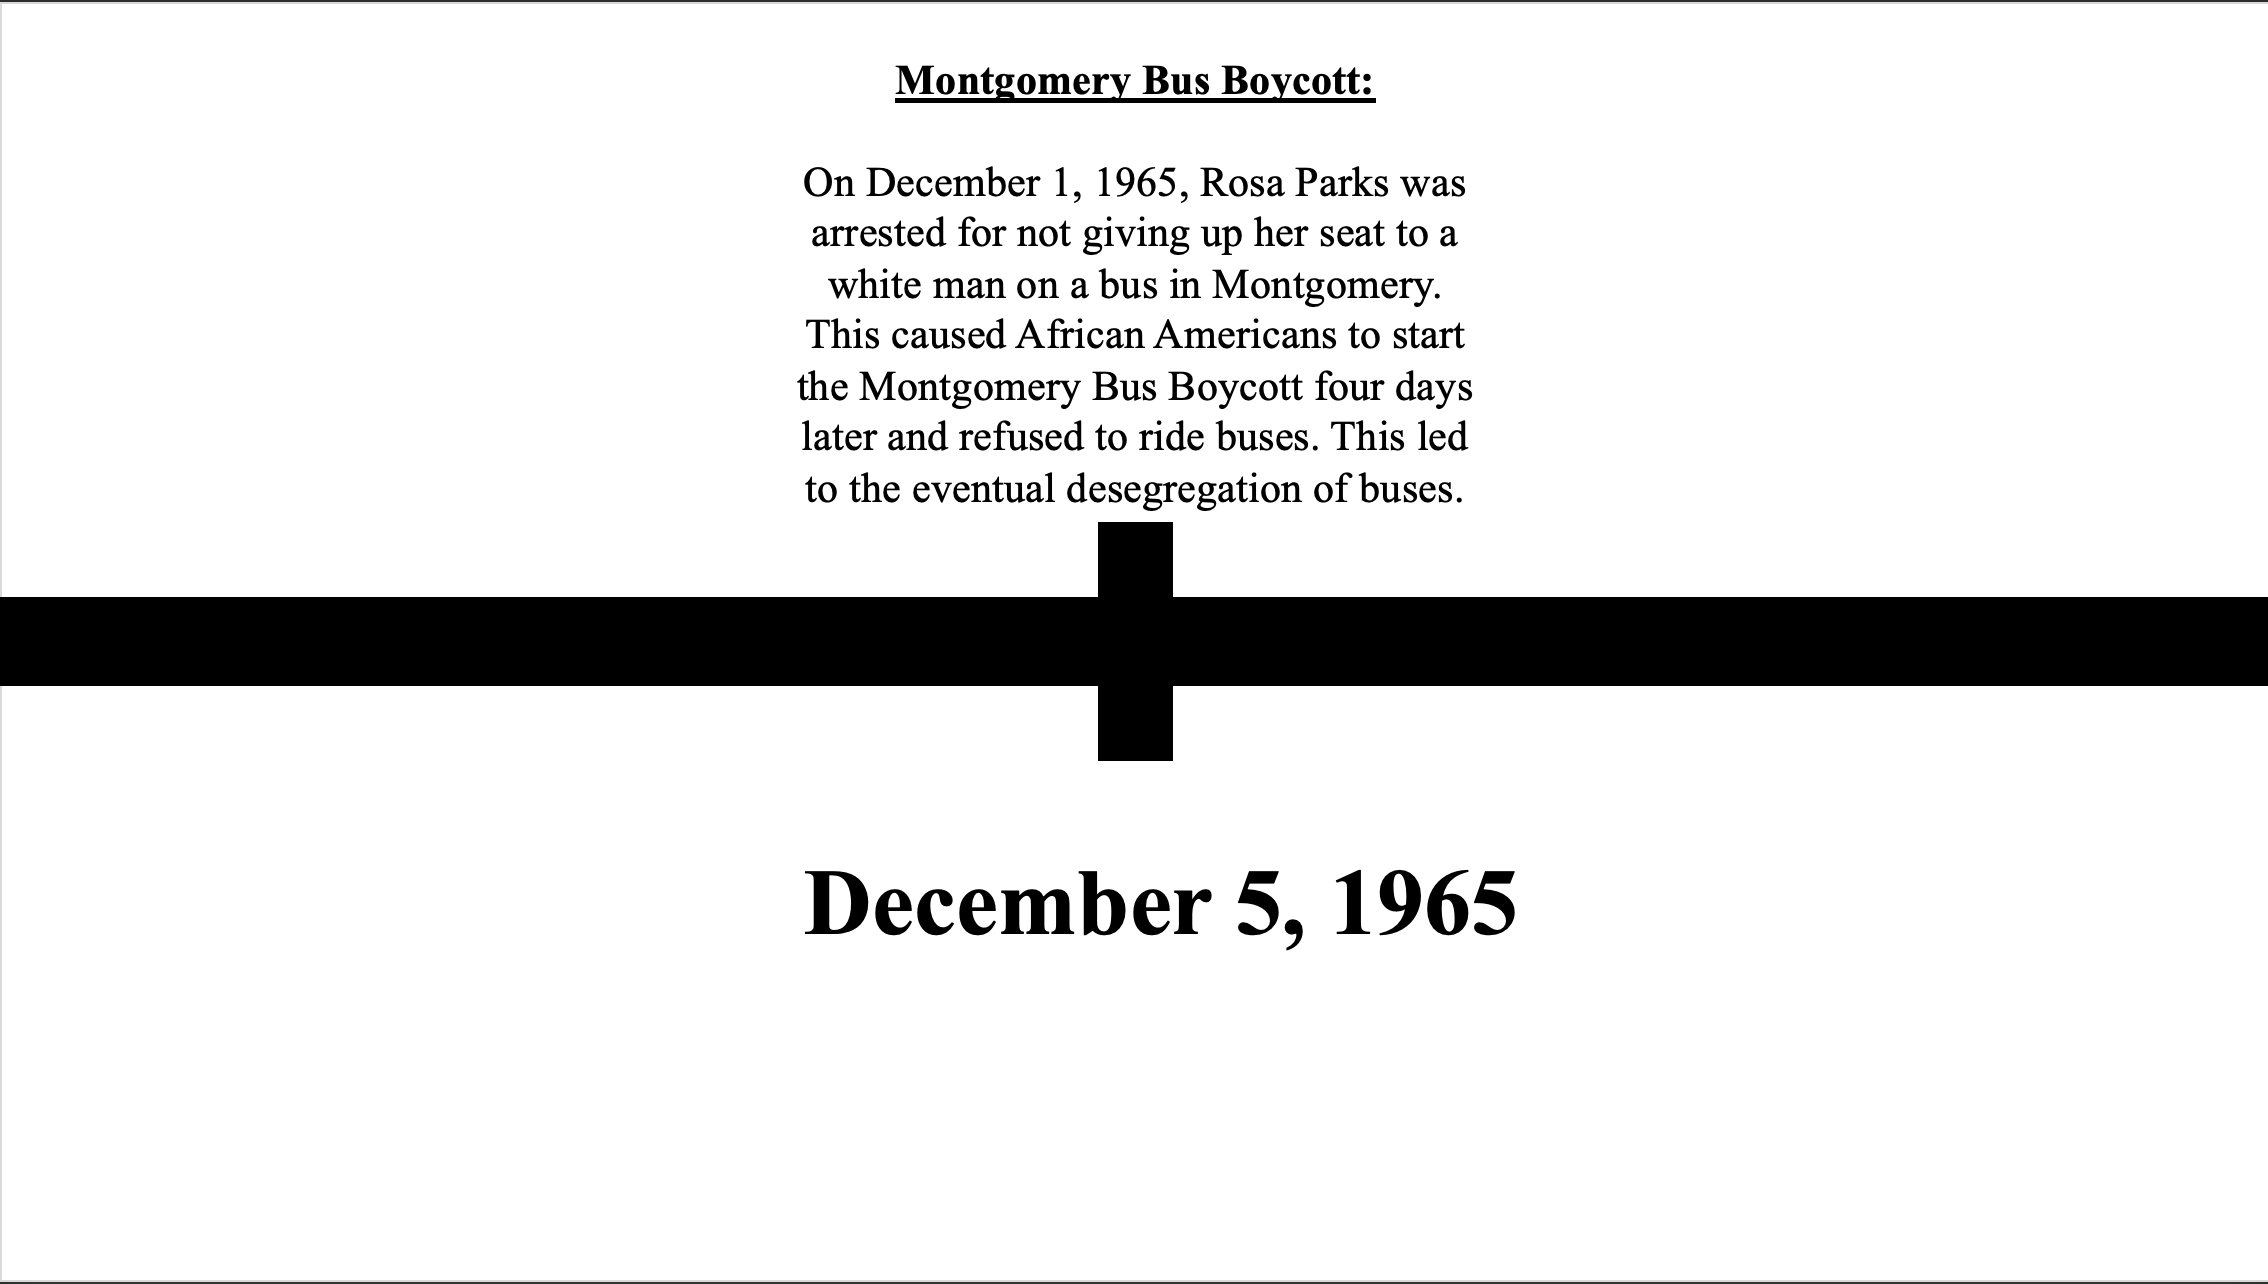 Montgomery Bus Boycott:
On December 1, 1965, Rosa Parks was
arrested for not giving up her seat to a
white man on a bus in Montgomery.
This caused African Americans to start
the Montgomery Bus Boycott four days
later and refused to ride buses. This led
to the eventual desegregation of buses.
December 5, 1965